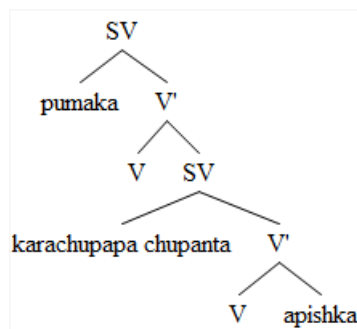 SV
pumaka V'
V SV
karachupapa chupanta V'
V apishka